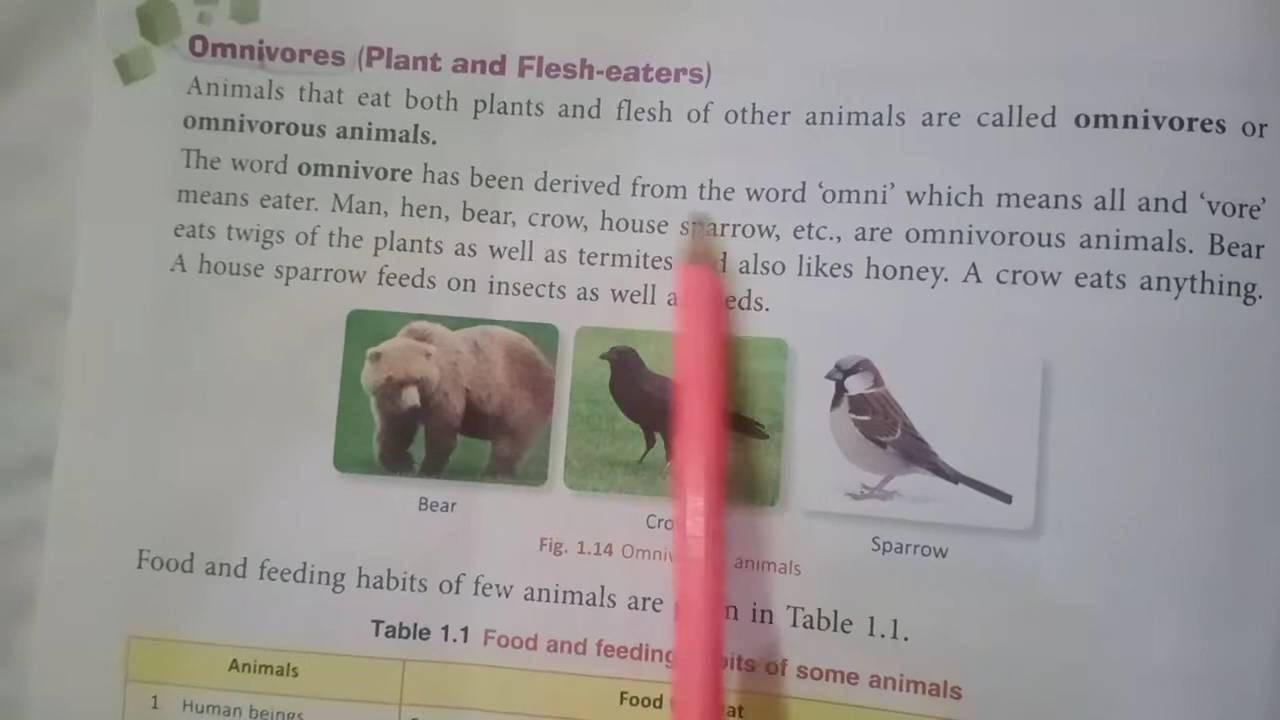 Omnivores (Plant and Flesh-eaters)
Animals that eat both plants and flesh of other animals are called omnivores or
omnivorous animals.
The word omnivore has been derived from the word ‘omni’ which means all and ‘vore’
means eater. Man, hen, bear, crow, house sparrow, etc., are omnivorous animals. Bear
eats twigs of the plants as well as termites also likes honey. A crow eats anything.
A house sparrow feeds on insects as well
Bear
Sparrow
Fig. 1.14 animals
Food and feeding habits of few animals are in Table 1.1.
Table 1.1 Food and feeding of some animals
Animals
Food
1 Human beings